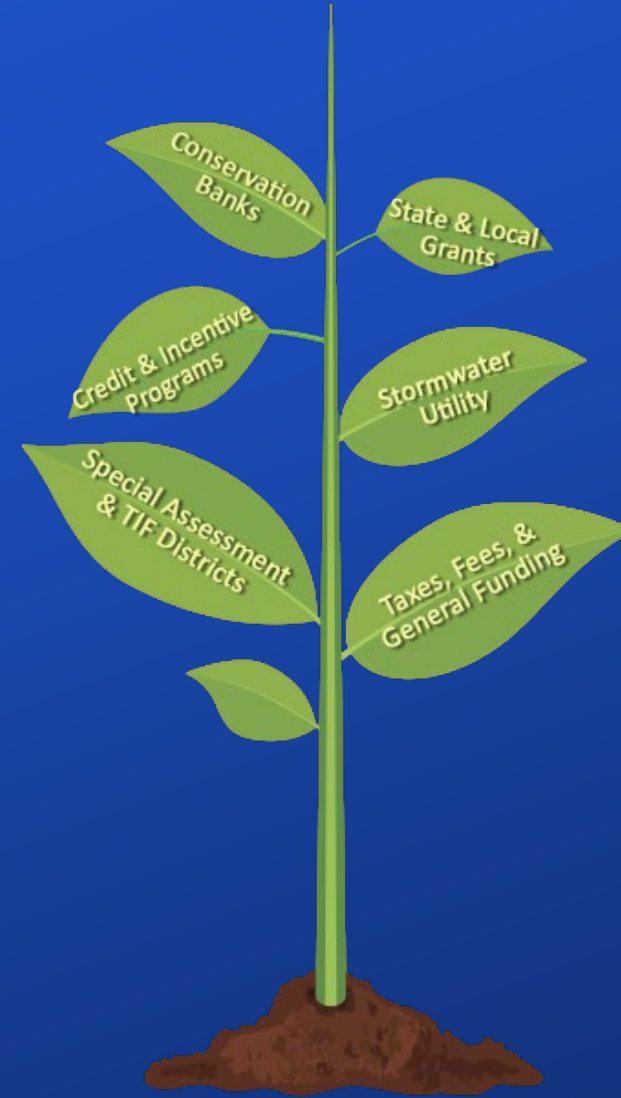 Conservation
Banks
State & Local
Grants
Credit & Incentive
Programs
Stormwater
Utility
Special Assessment
& TIF Districts
Taxes, Fees, &
General Funding